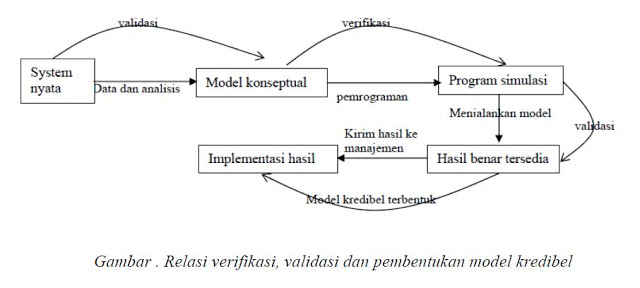 validasi
verifikasi
System
nyata
Data dan analisis
Model konseptual
pemrograman
Program simulasi
Menialankan model
validasi
Kirim hasil ke
manajemen
Implementasi hasil
Hasil benar tersedia
Model kredibel terbentuk
Gambar . Relasi verifikasi, validasi dan pembentukan model kredibel